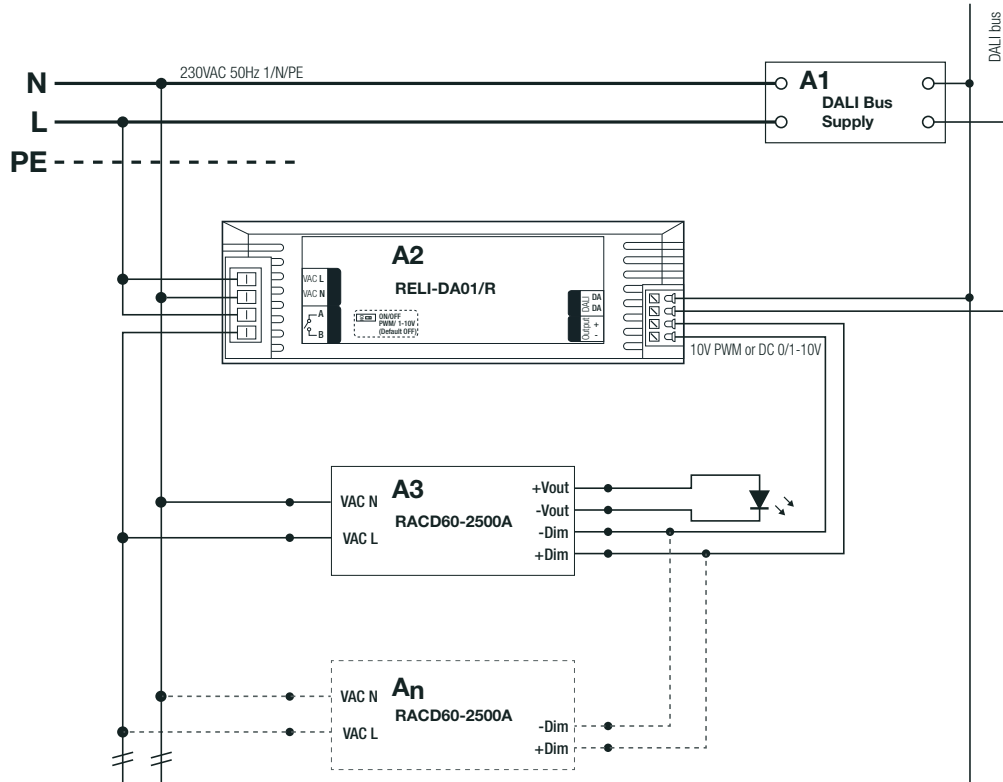 DALI bus
230VAC 50Hz 1/N/PE
N
L
PE
A1
DALI Bus
Supply
A2
RELI-DA01/R
VAC L
VAC N
A
B
ON/OFF
PWM/ 1-10V
(Default OFF)
DALI
DA
DA
Output
+
-
10V PWM or DC 0/1-10V
A3
RACD60-2500A
VAC N
VAC L
+Vout
-Vout
-Dim
+Dim
An
RACD60-2500A
VAC N
VAC L
-Dim
+Dim